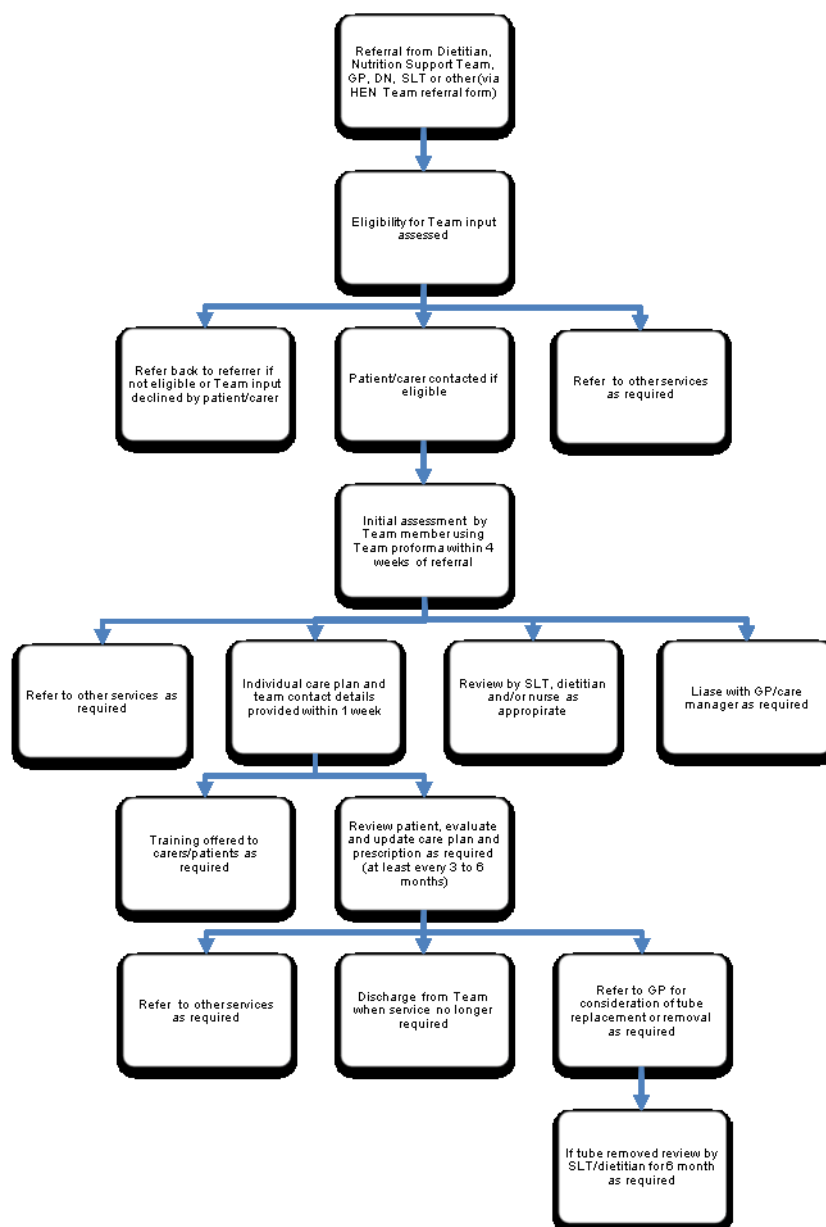 Referral from Dietitian,
Nutrition Support Team,
GP, DN, SLT or other(via
HEN Team referral form)
Eligibility for Team input
assessed
Refer back to referrer if
not eligible or Team input
declined by patient/carer
Patient/carer contacted if
eligible
Refer to other services
as required
Initial assessment by
Team member using
Team proforma within 4
weeks of referral
Refer to other services as
required
Individual care plan and
team contact details
provided within 1 week
Review by SLT, dietitian
and/or nurse as
appropirate
Liase with GP/care
manager as required
Training offered to
carers/patients as
required
Review patient, evaluate
and update care plan and
prescription as required
(at least every 3 to 6
months)
Refer to other services
as required
Discharge from Team
when service no longer
required
Refer to GP for
consideration of tube
replacement or removal
as required
If tube removed review by
SLT/dietitian for 6 month
as required